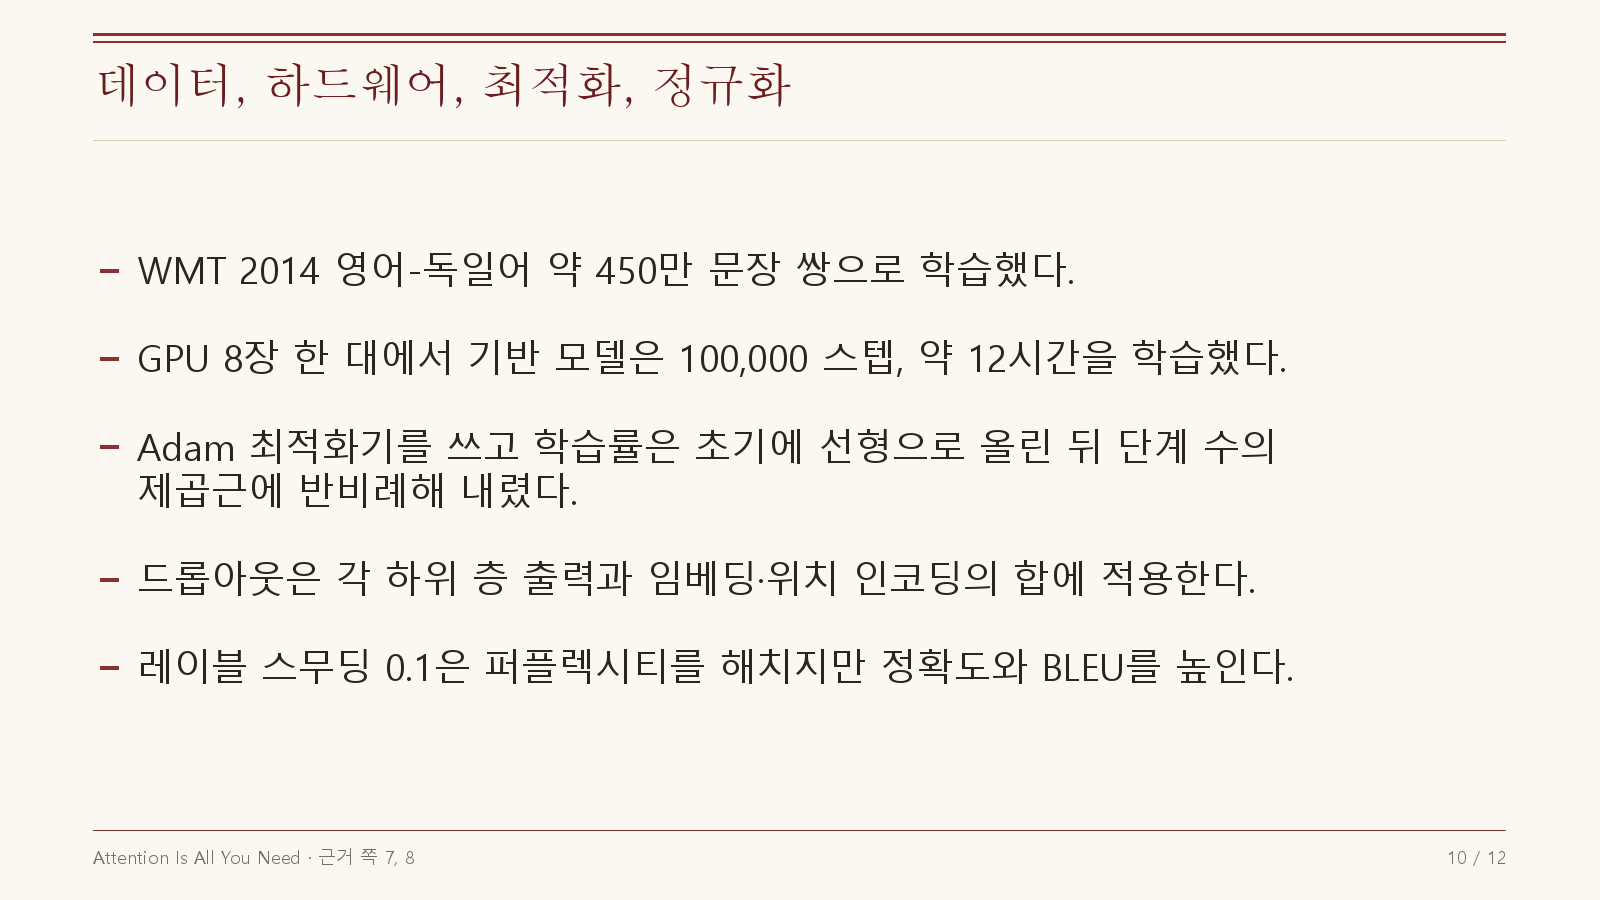 데이터, 하드웨어, 최적화, 정규화
– WMT 2014 영어-독일어 약 450만 문장 쌍으로 학습했다.
– GPU 8장 한 대에서 기반 모델은 100,000 스텝, 약 12시간을 학습했다.
– Adam 최적화기를 쓰고 학습률은 초기에 선형으로 올린 뒤 단계 수의
제곱근에 반비례해 내렸다.
– 드롭아웃은 각 하위 층 출력과 임베딩·위치 인코딩의 합에 적용한다.
– 레이블 스무딩 0.1은 퍼플렉시티를 해치지만 정확도와 BLEU를 높인다.
Attention Is All You Need · 근거 쪽 7, 8
10 / 12